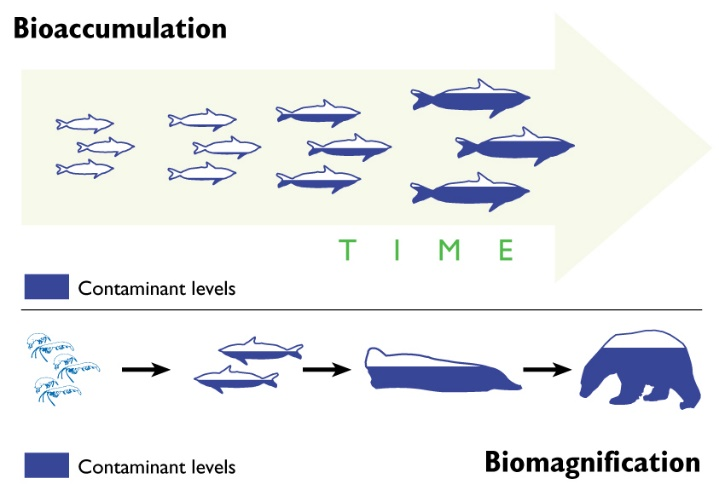 Bioaccumulation
T I M E
Contaminant levels
Contaminant levels
Biomagnification